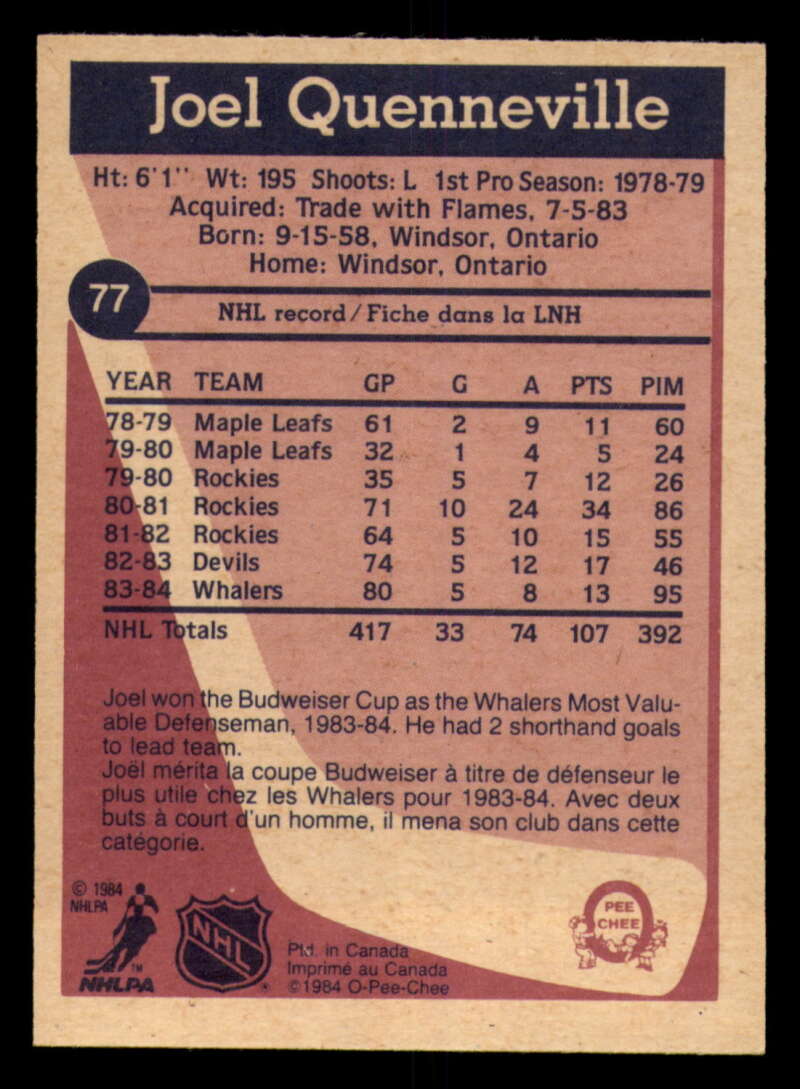 Joel Quenneville
Ht: 6'1'' Wt: 195 Shoots: L 1st Pro Season: 1978-79
Acquired: Trade with Flames, 7-5-83
Born: 9-15-58, Windsor, Ontario
Home: Windsor, Ontario
77
NHL record/Fiche dans la LNH
YEAR TEAM GP G A PTS PIM
78-79 Maple Leafs 61 2 9 11 60
79-80 Maple Leafs 32 1 4 5 24
79-80 Rockies 35 5 7 12 26
80-81 Rockies 71 10 24 34 86
81-82 Rockies 64 5 10 15 55
82-83 Devils 74 5 12 17 46
83-84 Whalers 80 5 8 13 95
NHL Totals 417 33 74 107 392
Joel won the Budweiser Cup as the Whalers Most Valu-
able Defenseman, 1983-84. He had 2 shorthand goals
to lead team.
Joël mérita la coupe Budweiser à titre de défenseur le
plus utile chez les Whalers pour 1983-84. Avec deux
buts à court d'un homme, il mena son club dans cette
catégorie.
© 1984
NHLPA
TM
NHLPA
NHL
®
Ptd. in Canada
Imprimé au Canada
©1984 O-Pee-Chee
PEE
CHEE